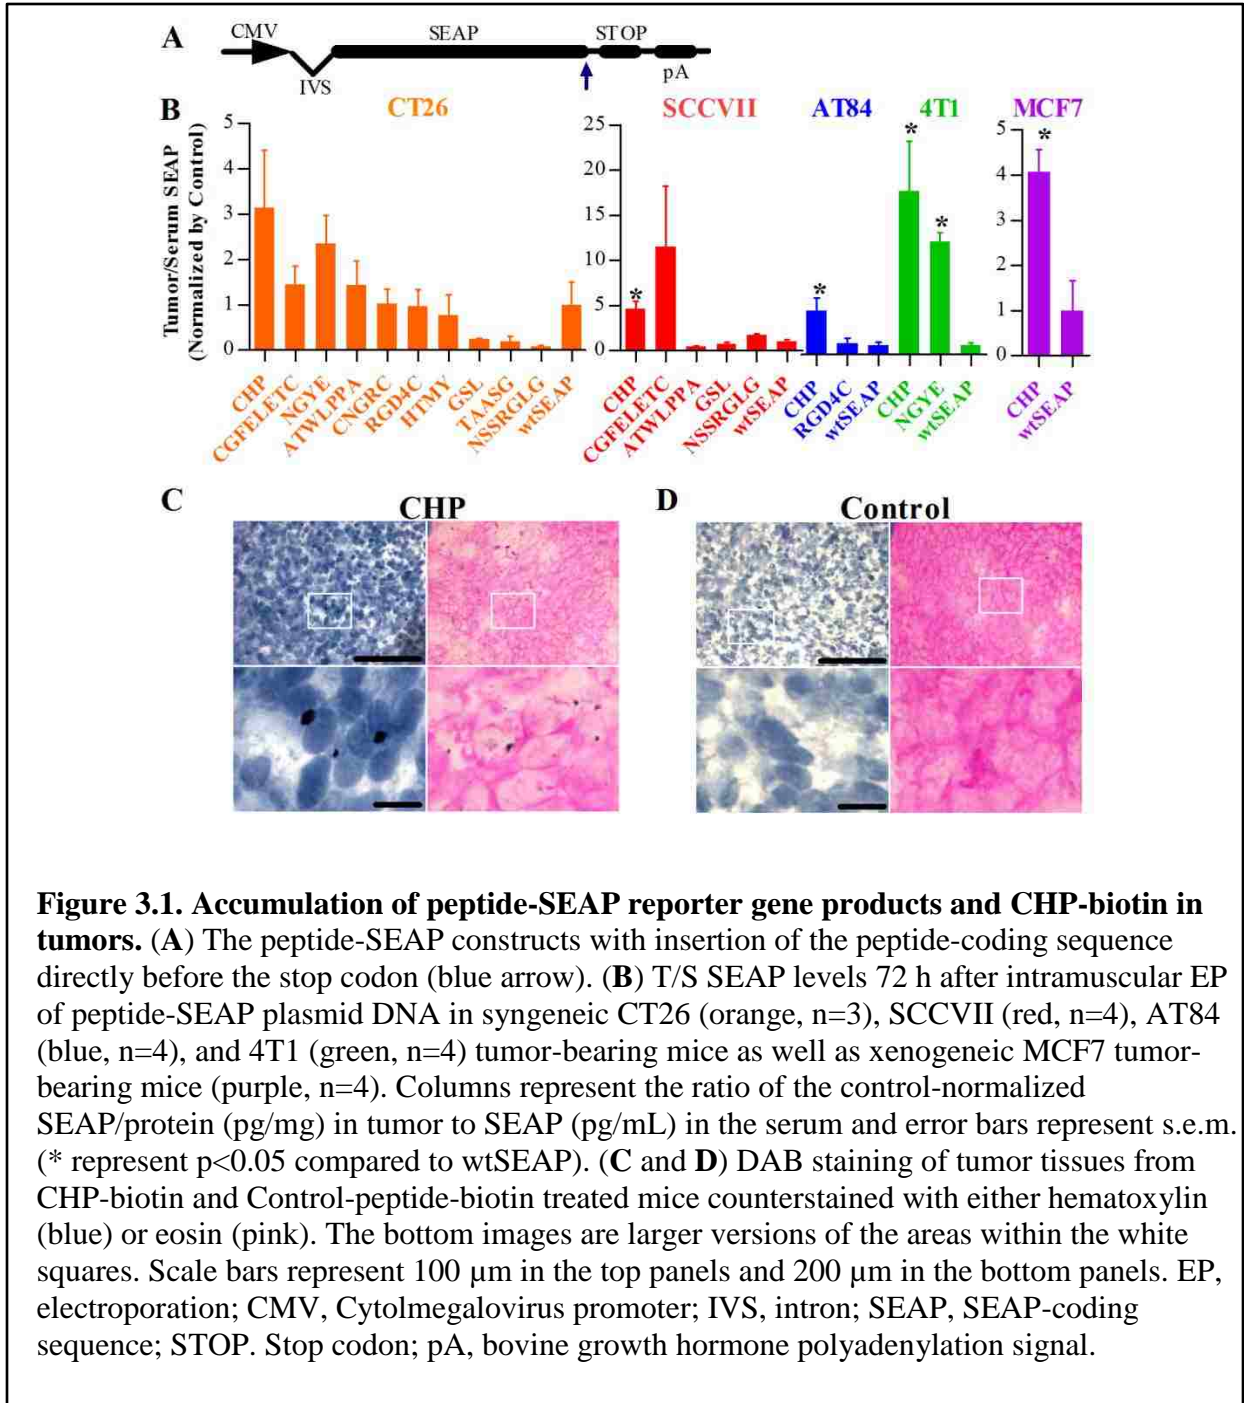 A
CMV
SEAP
STOP
IVS
pA
B
CT26
SCCVII
AT84
4T1
MCF7
Tumor/Serum SEAP
(Normalized by Control)
5
4
3
2
1
0
CHP
CGFELETC
NGYE
ATWLPPA
CNGRC
RGD4C
HTMY
GSL
TAASG
NSSRGLG
wtSEAP
25
20
15
10
5
0
*
CHP
CGFELETC
ATWLPPA
GSL
NSSRGLG
wtSEAP
*
CHP
RGD4C
wtSEAP
*
*
CHP
NGYE
wtSEAP
5
4
3
2
1
0
*
CHP
wtSEAP
C
CHP
D
Control
Figure 3.1. Accumulation of peptide-SEAP reporter gene products and CHP-biotin in
tumors. (A) The peptide-SEAP constructs with insertion of the peptide-coding sequence
directly before the stop codon (blue arrow). (B) T/S SEAP levels 72 h after intramuscular EP
of peptide-SEAP plasmid DNA in syngeneic CT26 (orange, n=3), SCCVII (red, n=4), AT84
(blue, n=4), and 4T1 (green, n=4) tumor-bearing mice as well as xenogeneic MCF7 tumor-
bearing mice (purple, n=4). Columns represent the ratio of the control-normalized
SEAP/protein (pg/mg) in tumor to SEAP (pg/mL) in the serum and error bars represent s.e.m.
(* represent p<0.05 compared to wtSEAP). (C and D) DAB staining of tumor tissues from
CHP-biotin and Control-peptide-biotin treated mice counterstained with either hematoxylin
(blue) or eosin (pink). The bottom images are larger versions of the areas within the white
squares. Scale bars represent 100 µm in the top panels and 200 µm in the bottom panels. EP,
electroporation; CMV, Cytolmegalovirus promoter; IVS, intron; SEAP, SEAP-coding
sequence; STOP. Stop codon; pA, bovine growth hormone polyadenylation signal.